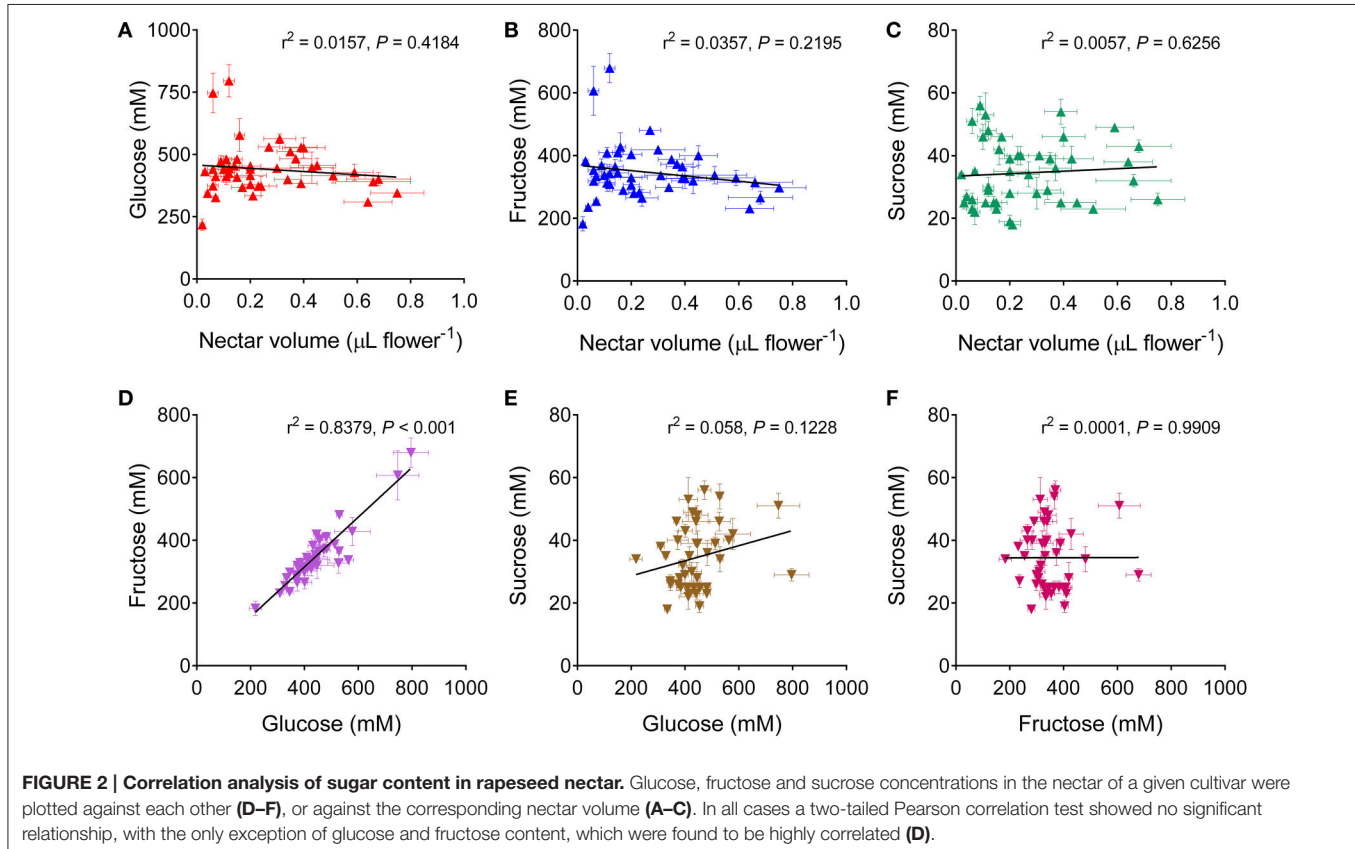 A
r² = 0.0157, P = 0.4184
Glucose (mM)
1000
750
500
250
0
0.0 0.2 0.4 0.6 0.8 1.0
Nectar volume (μL flower⁻¹)
B
r² = 0.0357, P = 0.2195
Fructose (mM)
800
600
400
200
0
0.0 0.2 0.4 0.6 0.8 1.0
Nectar volume (μL flower⁻¹)
C
r² = 0.0057, P = 0.6256
Sucrose (mM)
80
60
40
20
0
0.0 0.2 0.4 0.6 0.8 1.0
Nectar volume (μL flower⁻¹)
D
r² = 0.8379, P < 0.001
Fructose (mM)
800
600
400
200
0
0 200 400 600 800 1000
Glucose (mM)
E
r² = 0.058, P = 0.1228
Sucrose (mM)
80
60
40
20
0
0 200 400 600 800 1000
Glucose (mM)
F
r² = 0.0001, P = 0.9909
Sucrose (mM)
80
60
40
20
0
0 200 400 600 800 1000
Fructose (mM)
FIGURE 2 | Correlation analysis of sugar content in rapeseed nectar. Glucose, fructose and sucrose concentrations in the nectar of a given cultivar were
plotted against each other (D–F), or against the corresponding nectar volume (A–C). In all cases a two-tailed Pearson correlation test showed no significant
relationship, with the only exception of glucose and fructose content, which were found to be highly correlated (D).